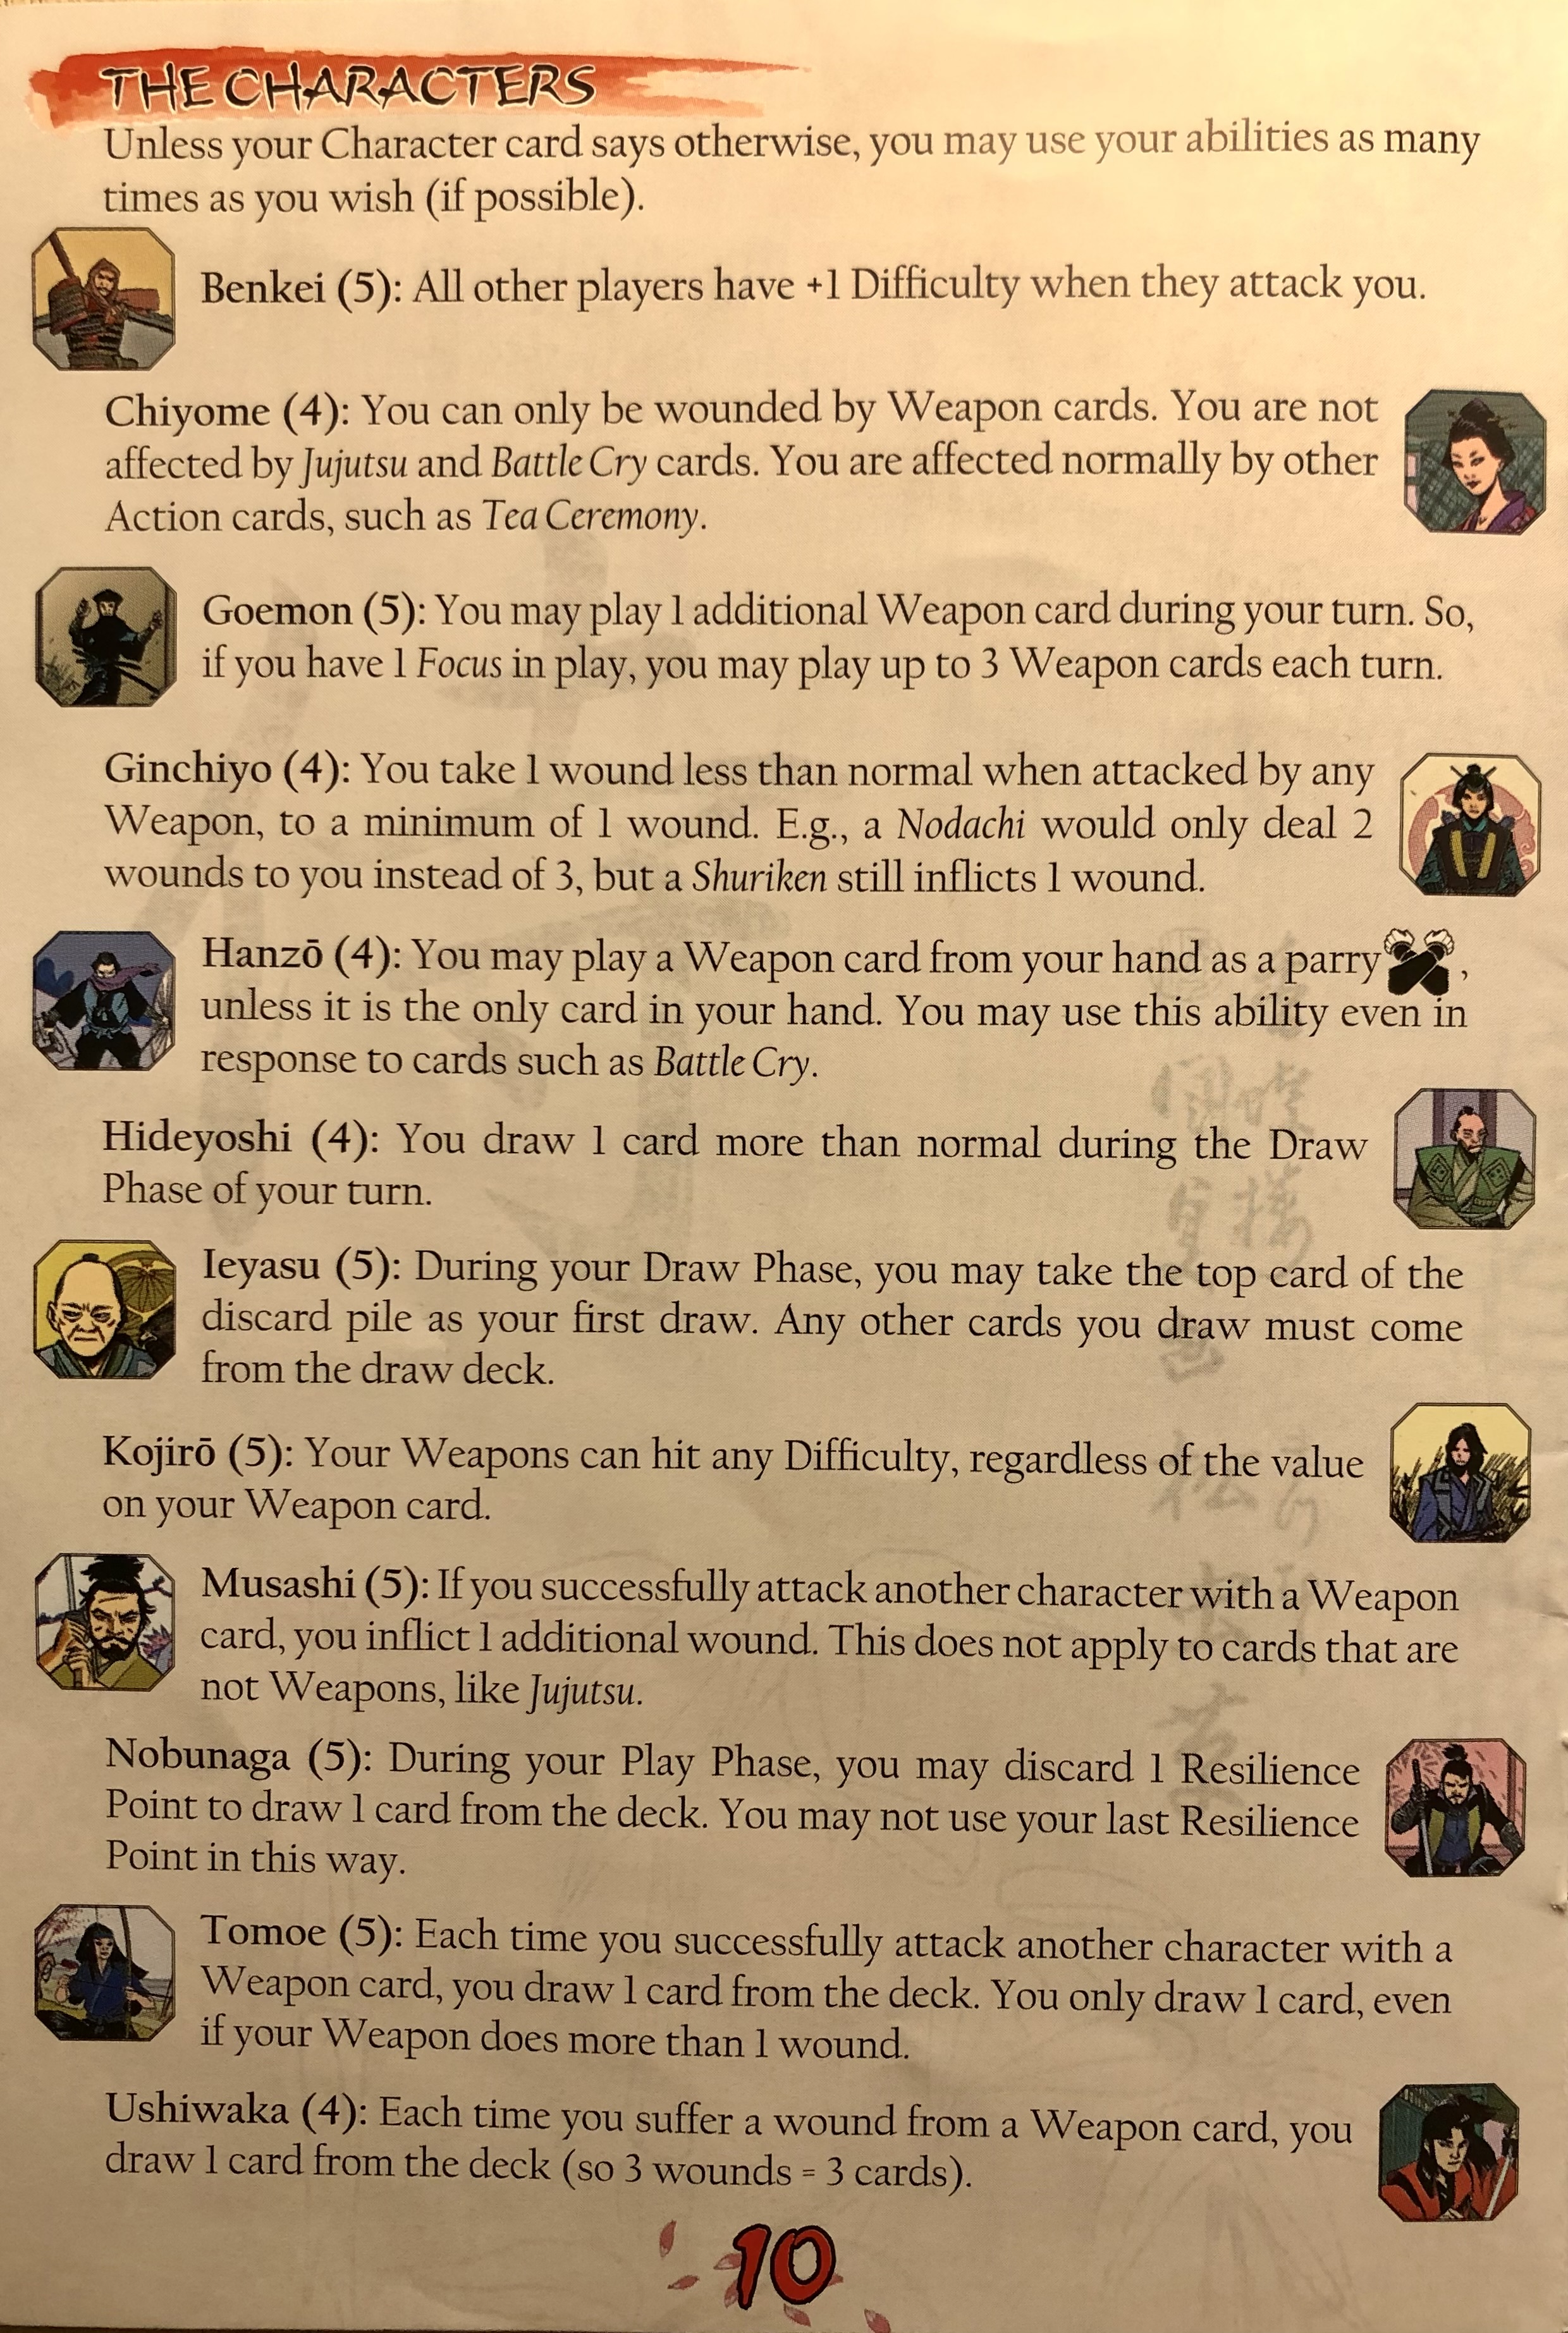 THE CHARACTERS
Unless your Character card says otherwise, you may use your abilities as many
times as you wish (if possible).
Benkei (5): All other players have +1 Difficulty when they attack you.
Chiyome (4): You can only be wounded by Weapon cards. You are not
affected by Jujutsu and Battle Cry cards. You are affected normally by other
Action cards, such as Tea Ceremony.
Goemon (5): You may play 1 additional Weapon card during your turn. So,
if you have 1 Focus in play, you may play up to 3 Weapon cards each turn.
Ginchiyo (4): You take 1 wound less than normal when attacked by any
Weapon, to a minimum of 1 wound. E.g., a Nodachi would only deal 2
wounds to you instead of 3, but a Shuriken still inflicts 1 wound.
Hanzō (4): You may play a Weapon card from your hand as a parry ,
unless it is the only card in your hand. You may use this ability even in
response to cards such as Battle Cry.
Hideyoshi (4): You draw 1 card more than normal during the Draw
Phase of your turn.
Ieyasu (5): During your Draw Phase, you may take the top card of the
discard pile as your first draw. Any other cards you draw must come
from the draw deck.
Kojirō (5): Your Weapons can hit any Difficulty, regardless of the value
on your Weapon card.
Musashi (5): If you successfully attack another character with a Weapon
card, you inflict 1 additional wound. This does not apply to cards that are
not Weapons, like Jujutsu.
Nobunaga (5): During your Play Phase, you may discard 1 Resilience
Point to draw 1 card from the deck. You may not use your last Resilience
Point in this way.
Tomoe (5): Each time you successfully attack another character with a
Weapon card, you draw 1 card from the deck. You only draw 1 card, even
if your Weapon does more than 1 wound.
Ushiwaka (4): Each time you suffer a wound from a Weapon card, you
draw 1 card from the deck (so 3 wounds = 3 cards).
10